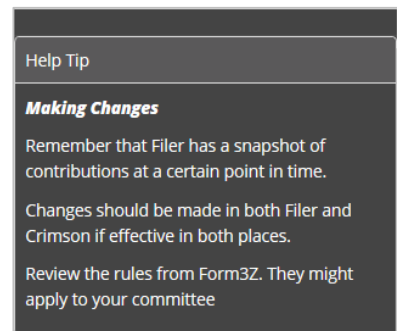 Help Tip
Making Changes
Remember that Filer has a snapshot of
contributions at a certain point in time.
Changes should be made in both Filer and
Crimson if effective in both places.
Review the rules from Form3Z. They might
apply to your committee